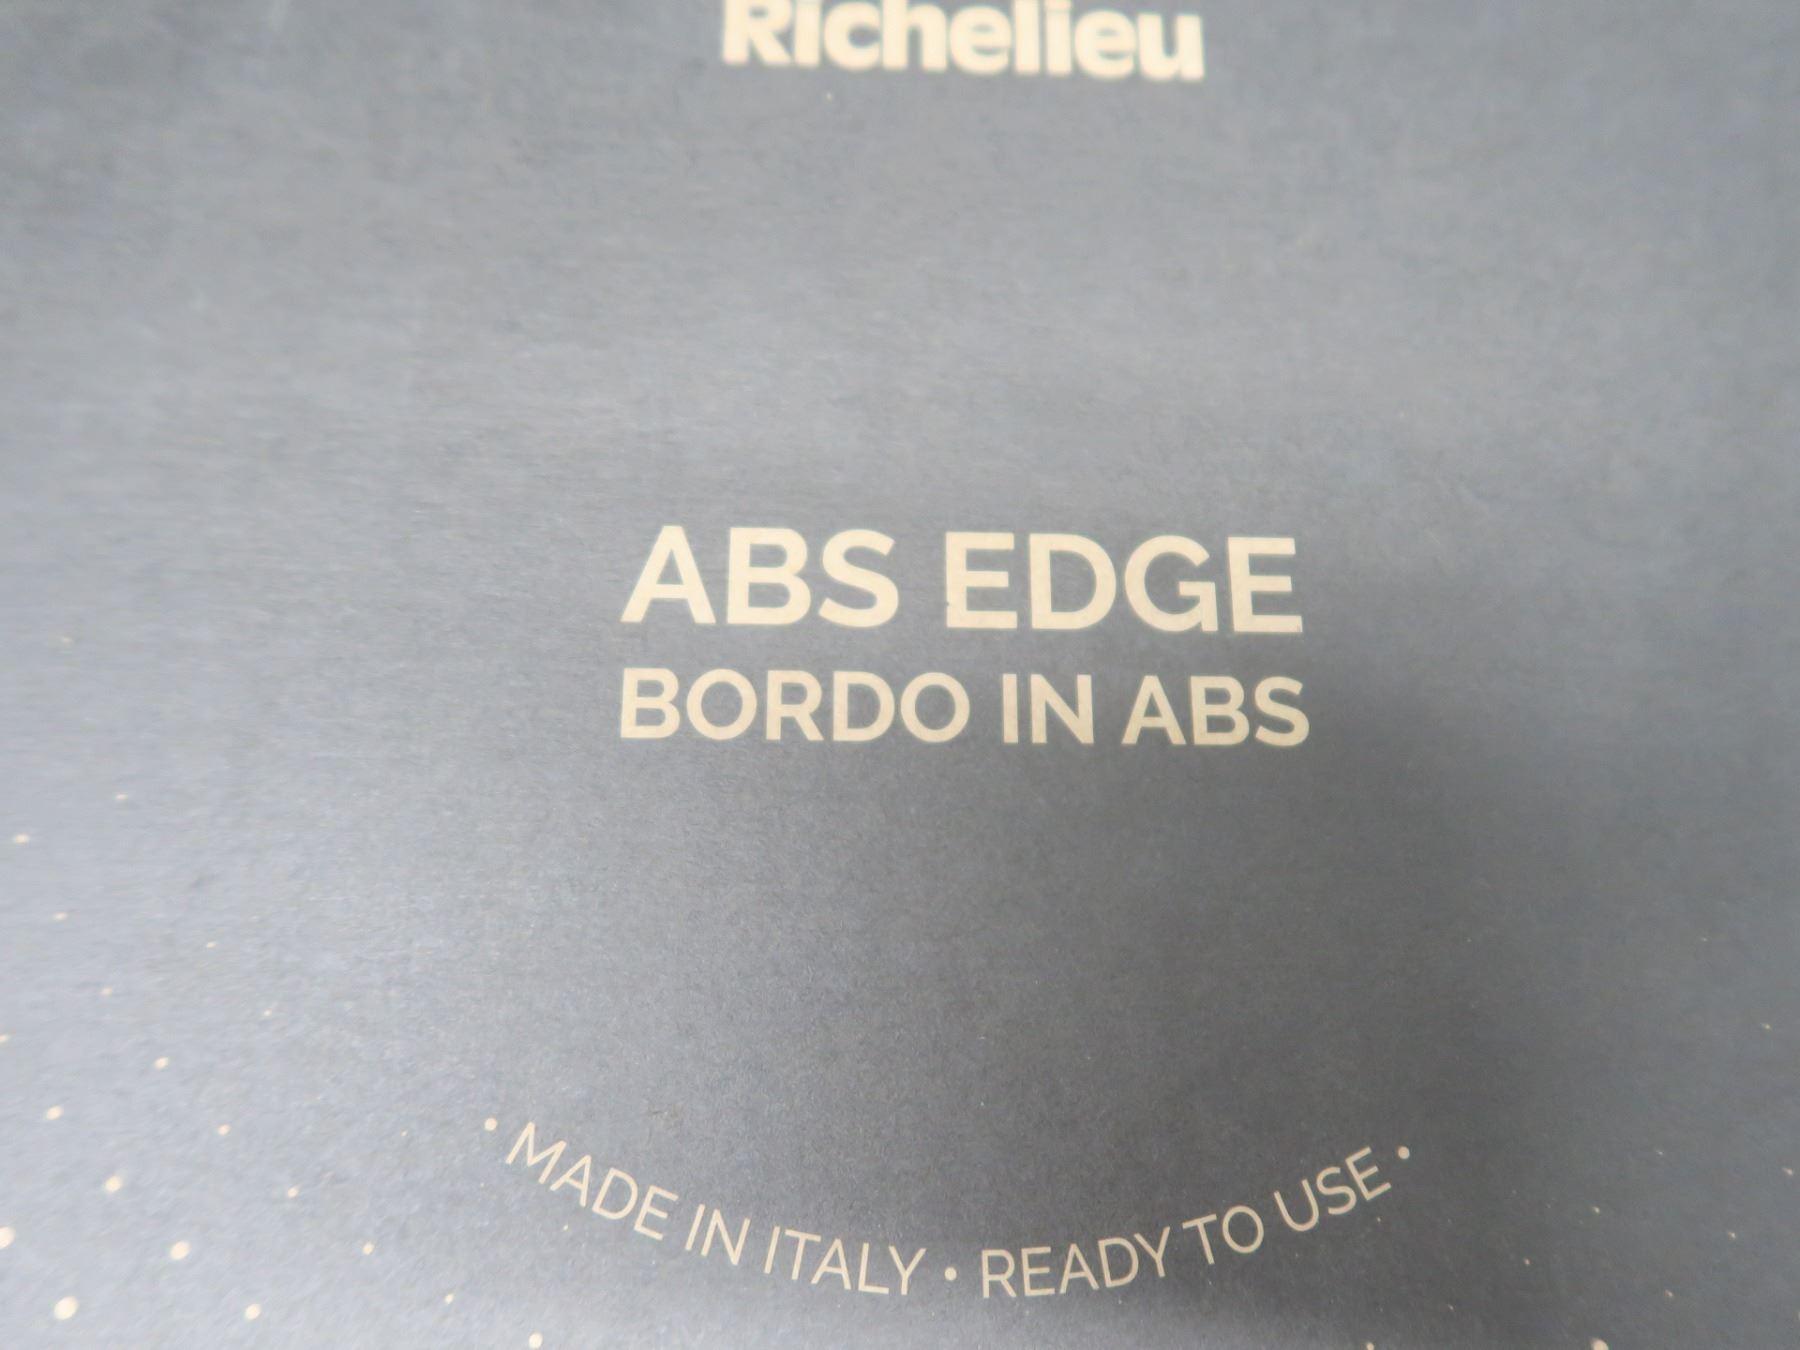 Richelieu
ABS EDGE
BORDO IN ABS
• MADE IN ITALY • READY TO USE •